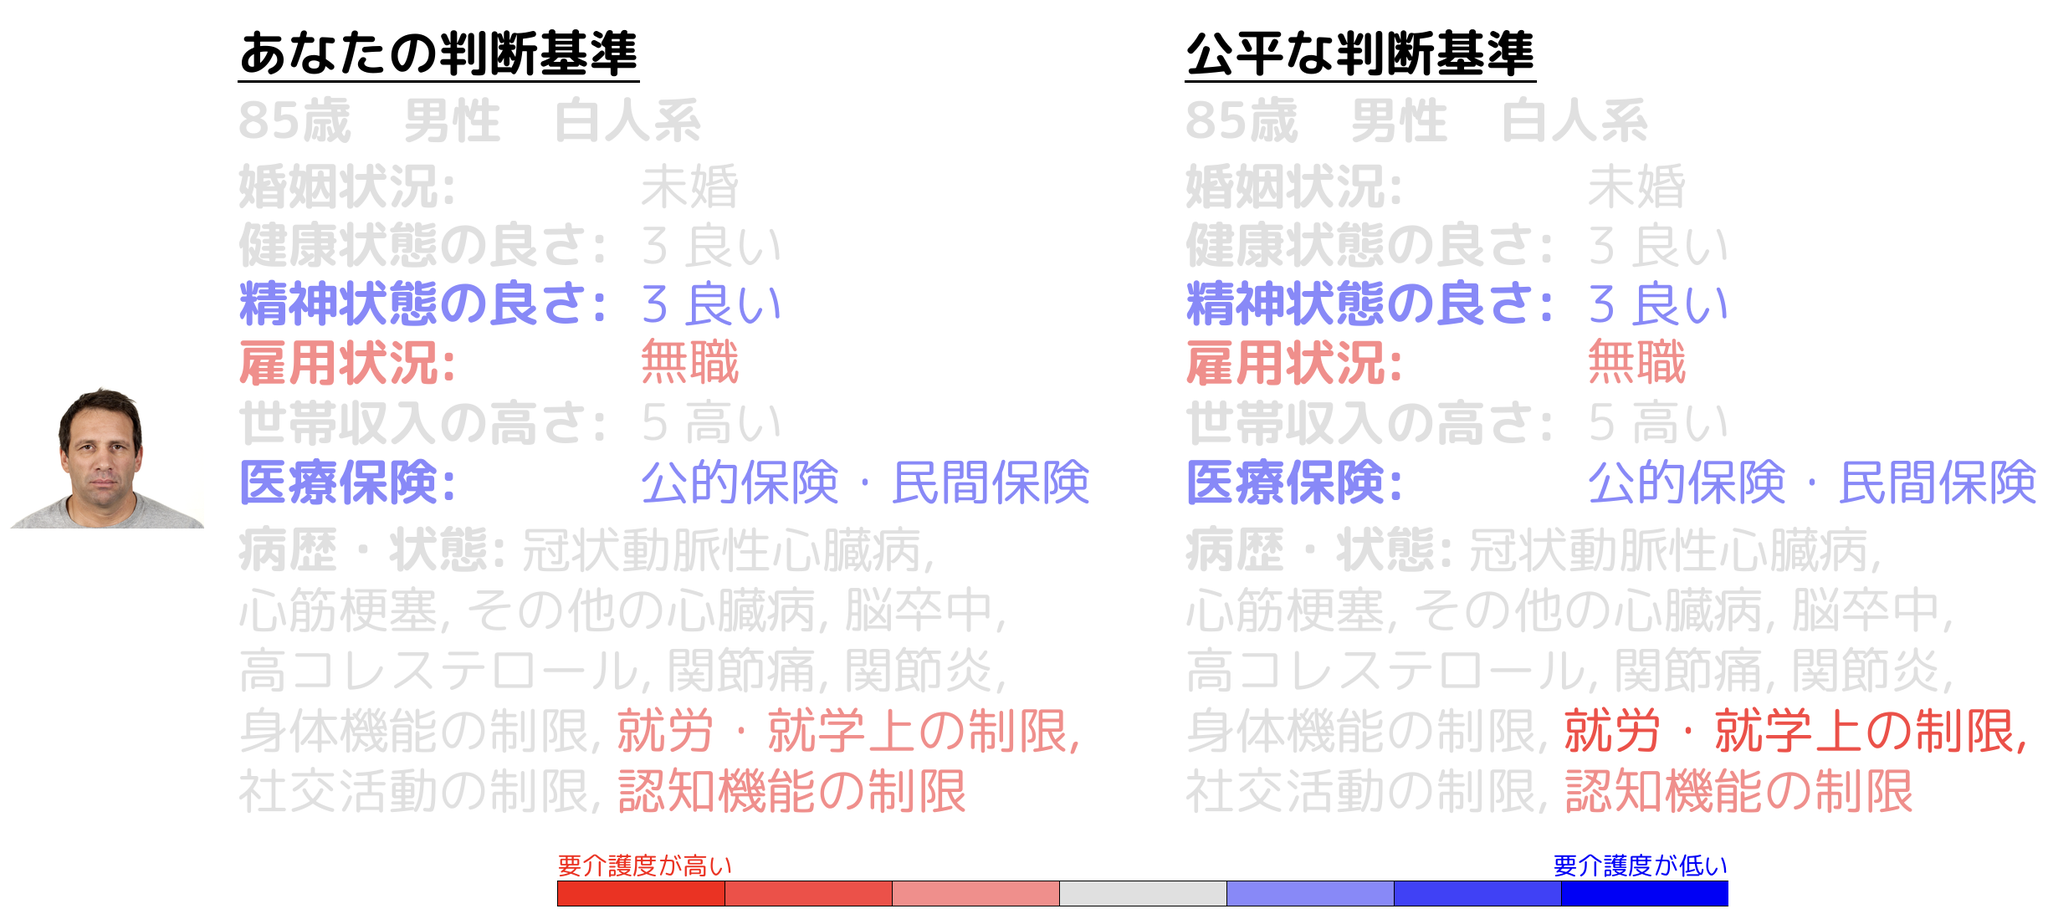 あなたの判断基準
85歳　男性　白人系
婚姻状況: 未婚
健康状態の良さ: 3 良い
精神状態の良さ: 3 良い
雇用状況: 無職
世帯収入の高さ: 5 高い
医療保険: 公的保険・民間保険
病歴・状態: 冠状動脈性心臓病,
心筋梗塞, その他の心臓病, 脳卒中,
高コレステロール, 関節痛, 関節炎,
身体機能の制限, 就労・就学上の制限,
社交活動の制限, 認知機能の制限
公平な判断基準
85歳　男性　白人系
婚姻状況: 未婚
健康状態の良さ: 3 良い
精神状態の良さ: 3 良い
雇用状況: 無職
世帯収入の高さ: 5 高い
医療保険: 公的保険・民間保険
病歴・状態: 冠状動脈性心臓病,
心筋梗塞, その他の心臓病, 脳卒中,
高コレステロール, 関節痛, 関節炎,
身体機能の制限, 就労・就学上の制限,
社交活動の制限, 認知機能の制限
要介護度が高い
要介護度が低い